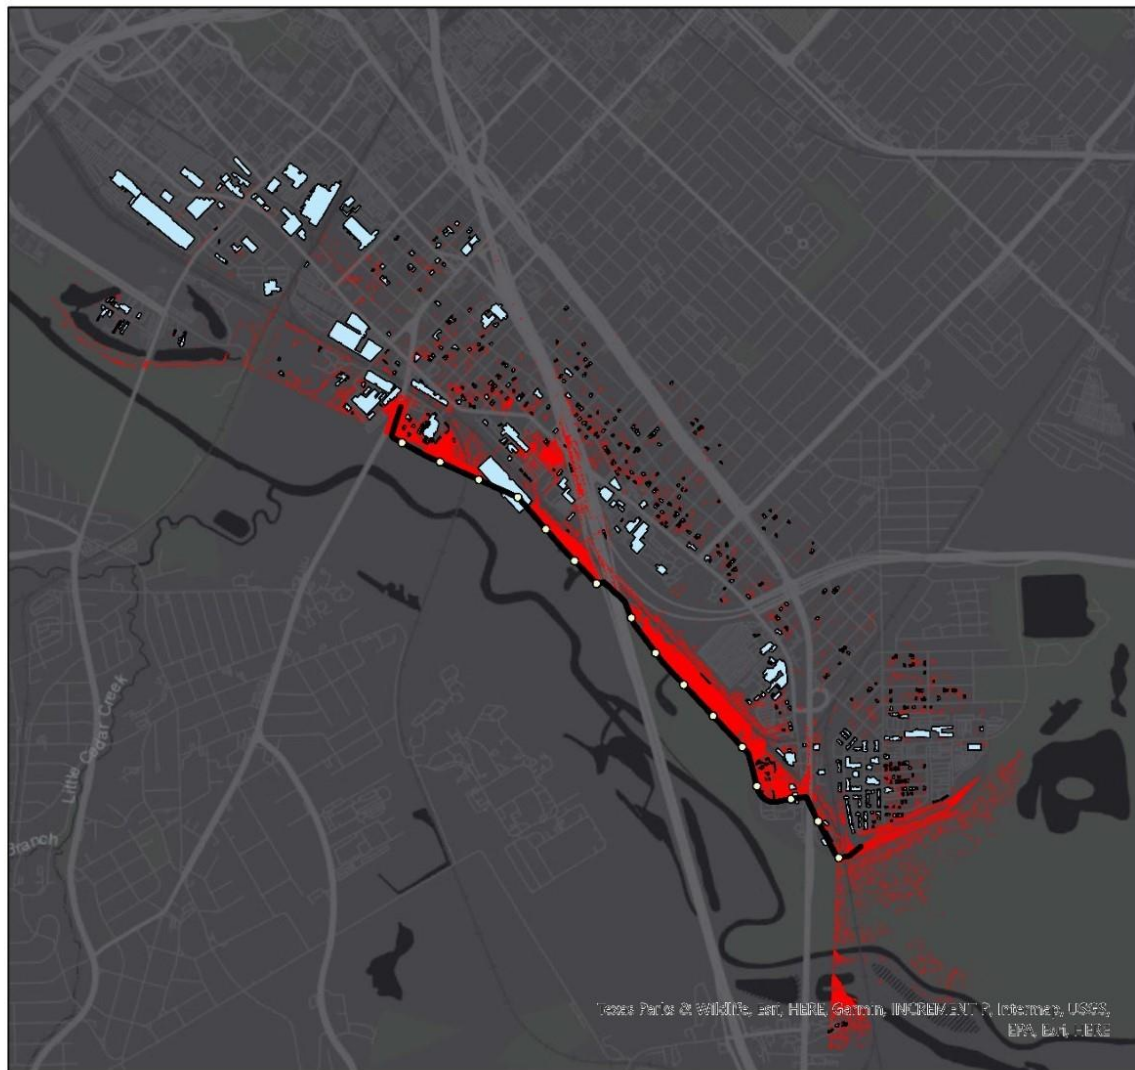 Little Cedar Creek
Branch
Texas Parks & Wildlife, Esri, HERE, Garmin, INCREMENT P, Intermap, USGS,
EPA, Esri, HERE